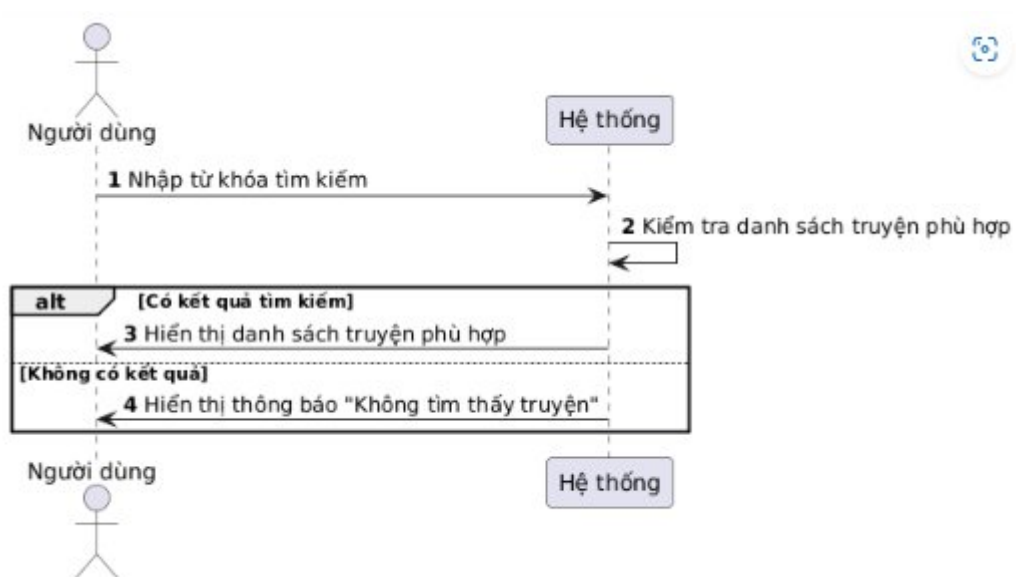 Người dùng
Hệ thống
1 Nhập từ khóa tìm kiếm
2 Kiểm tra danh sách truyện phù hợp
alt [Có kết quả tìm kiếm]
3 Hiển thị danh sách truyện phù hợp
[Không có kết quả]
4 Hiển thị thông báo "Không tìm thấy truyện"
Người dùng
Hệ thống